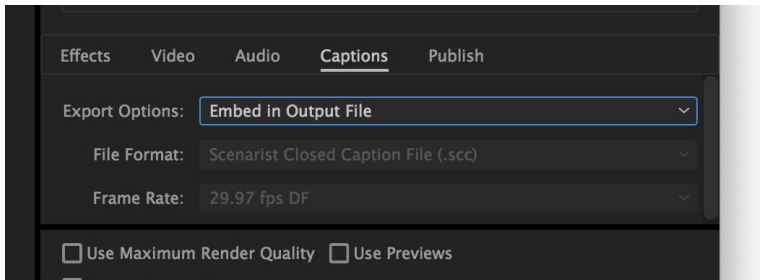 Effects Video Audio Captions Publish
Export Options: Embed in Output File
File Format: Scenarist Closed Caption File (.scc)
Frame Rate: 29.97 fps DF
Use Maximum Render Quality Use Previews